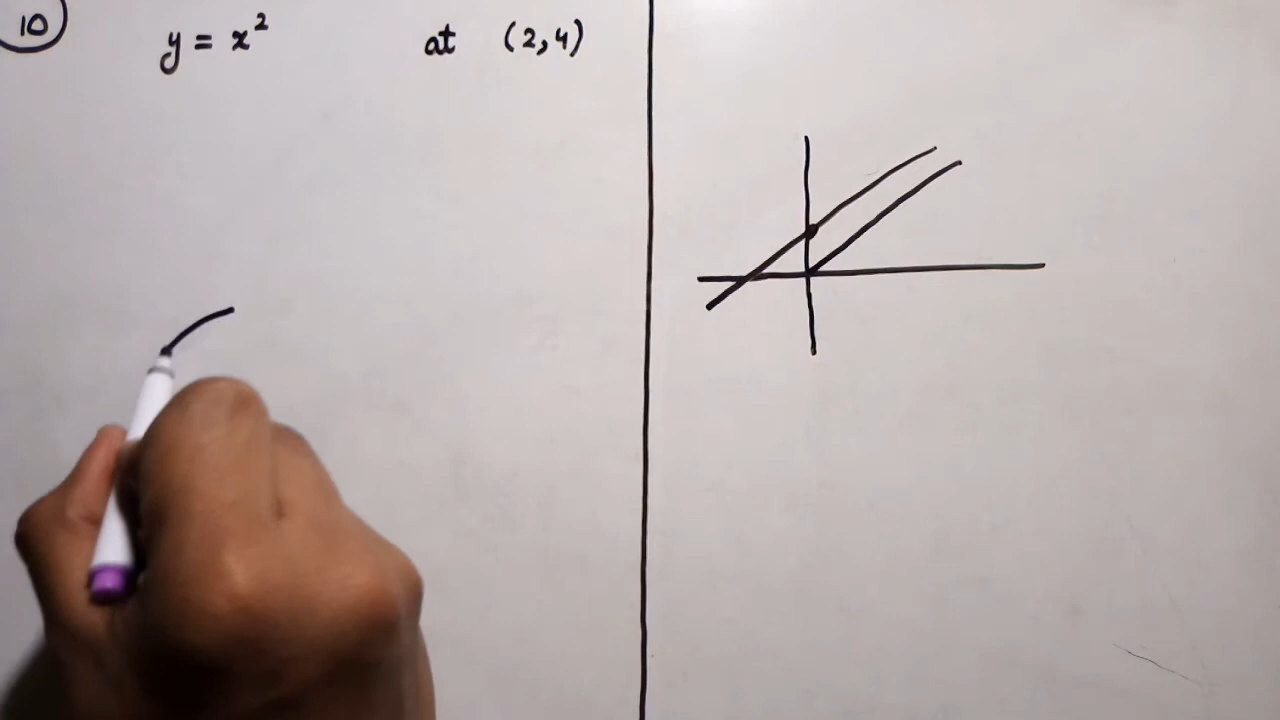 10 y = x² at (2,4)